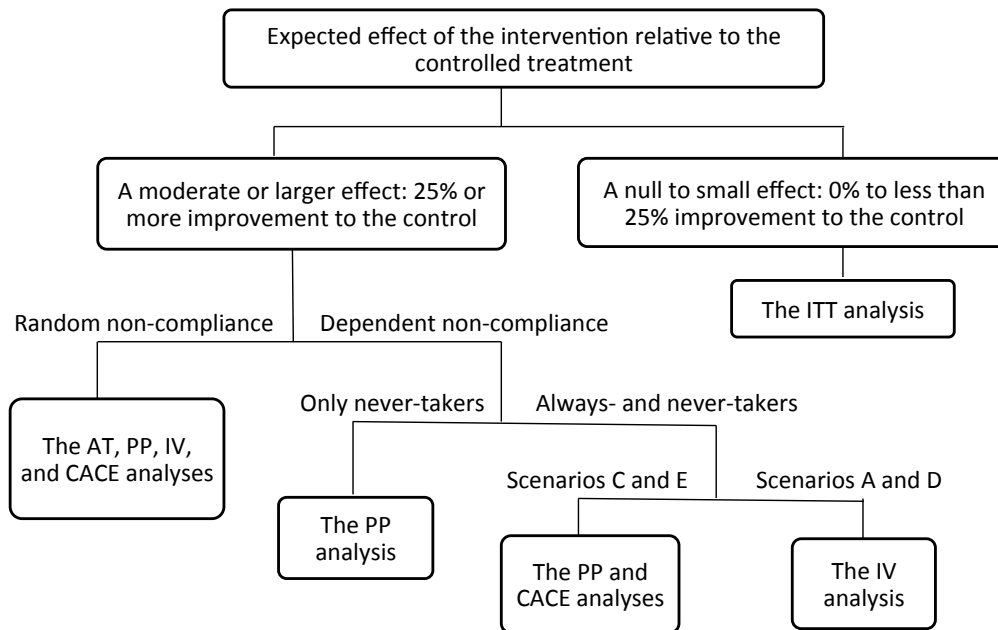 Expected effect of the intervention relative to the
controlled treatment
A moderate or larger effect: 25% or
more improvement to the control
A null to small effect: 0% to less than
25% improvement to the control
The ITT analysis
Random non-compliance
Dependent non-compliance
Only never-takers
Always- and never-takers
The AT, PP, IV,
and CACE analyses
Scenarios C and E
Scenarios A and D
The PP
analysis
The PP and
CACE analyses
The IV
analysis